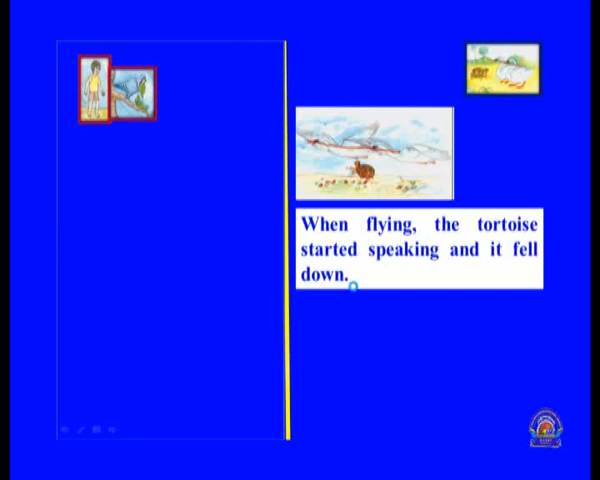 When flying, the tortoise
started speaking and it fell
down.